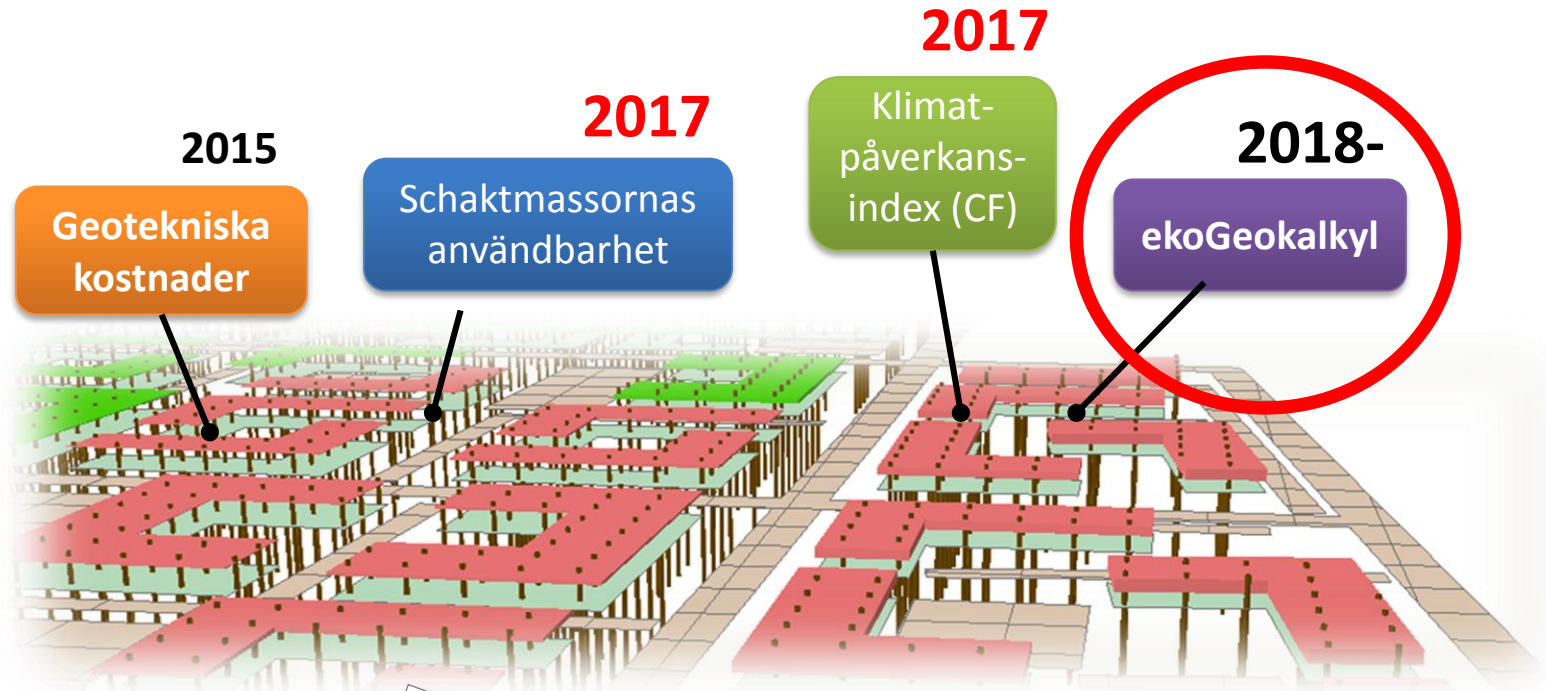 2015
Geotekniska
kostnader
2017
Schaktmassornas
användbarhet
2017
Klimat-
påverkans-
index (CF)
2018-
ekoGeokalkyl